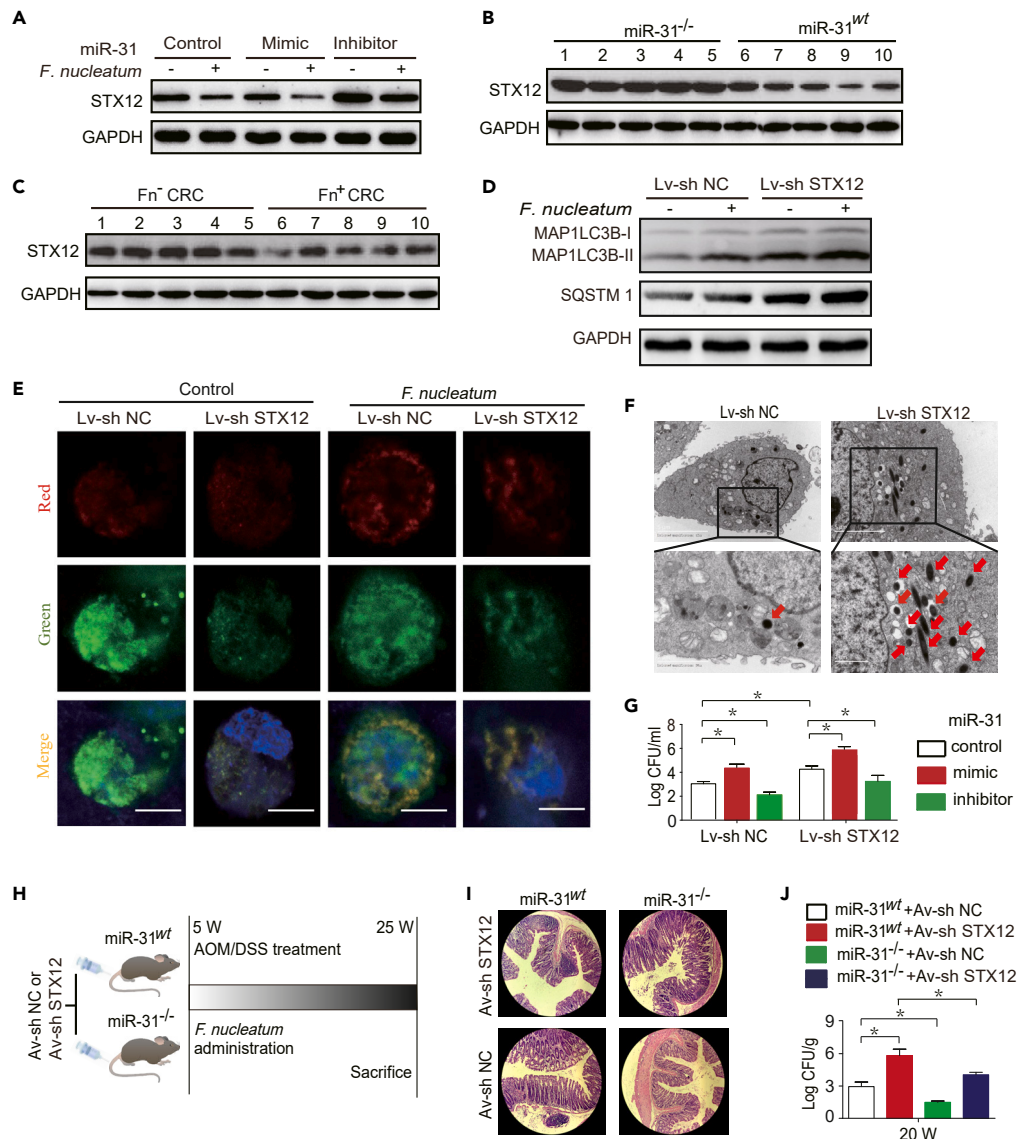 A
miR-31 Control Mimic Inhibitor
F. nucleatum - + - + - +
STX12
GAPDH
B
miR-31-/- miR-31wt
1 2 3 4 5 6 7 8 9 10
STX12
GAPDH
C
Fn- CRC Fn+ CRC
1 2 3 4 5 6 7 8 9 10
STX12
GAPDH
D
Lv-sh NC Lv-sh STX12
F. nucleatum - + - +
MAP1LC3B-I
MAP1LC3B-II
SQSTM 1
GAPDH
E
Control F. nucleatum
Lv-sh NC Lv-sh STX12 Lv-sh NC Lv-sh STX12
Red
Green
Merge
F
Lv-sh NC Lv-sh STX12
G
Log CFU/ml
6
4
2
0
* * * * *
Lv-sh NC Lv-sh STX12
miR-31
control
mimic
inhibitor
H
Av-sh NC or
Av-sh STX12
miR-31wt
miR-31-/-
5 W 25 W
AOM/DSS treatment
F. nucleatum
administration
Sacrifice
I
miR-31wt miR-31-/-
Av-sh STX12
Av-sh NC
J
miR-31wt+Av-sh NC
miR-31wt+Av-sh STX12
miR-31-/-+Av-sh NC
miR-31-/-+Av-sh STX12
Log CFU/g
9
6
3
0
* * *
20 W